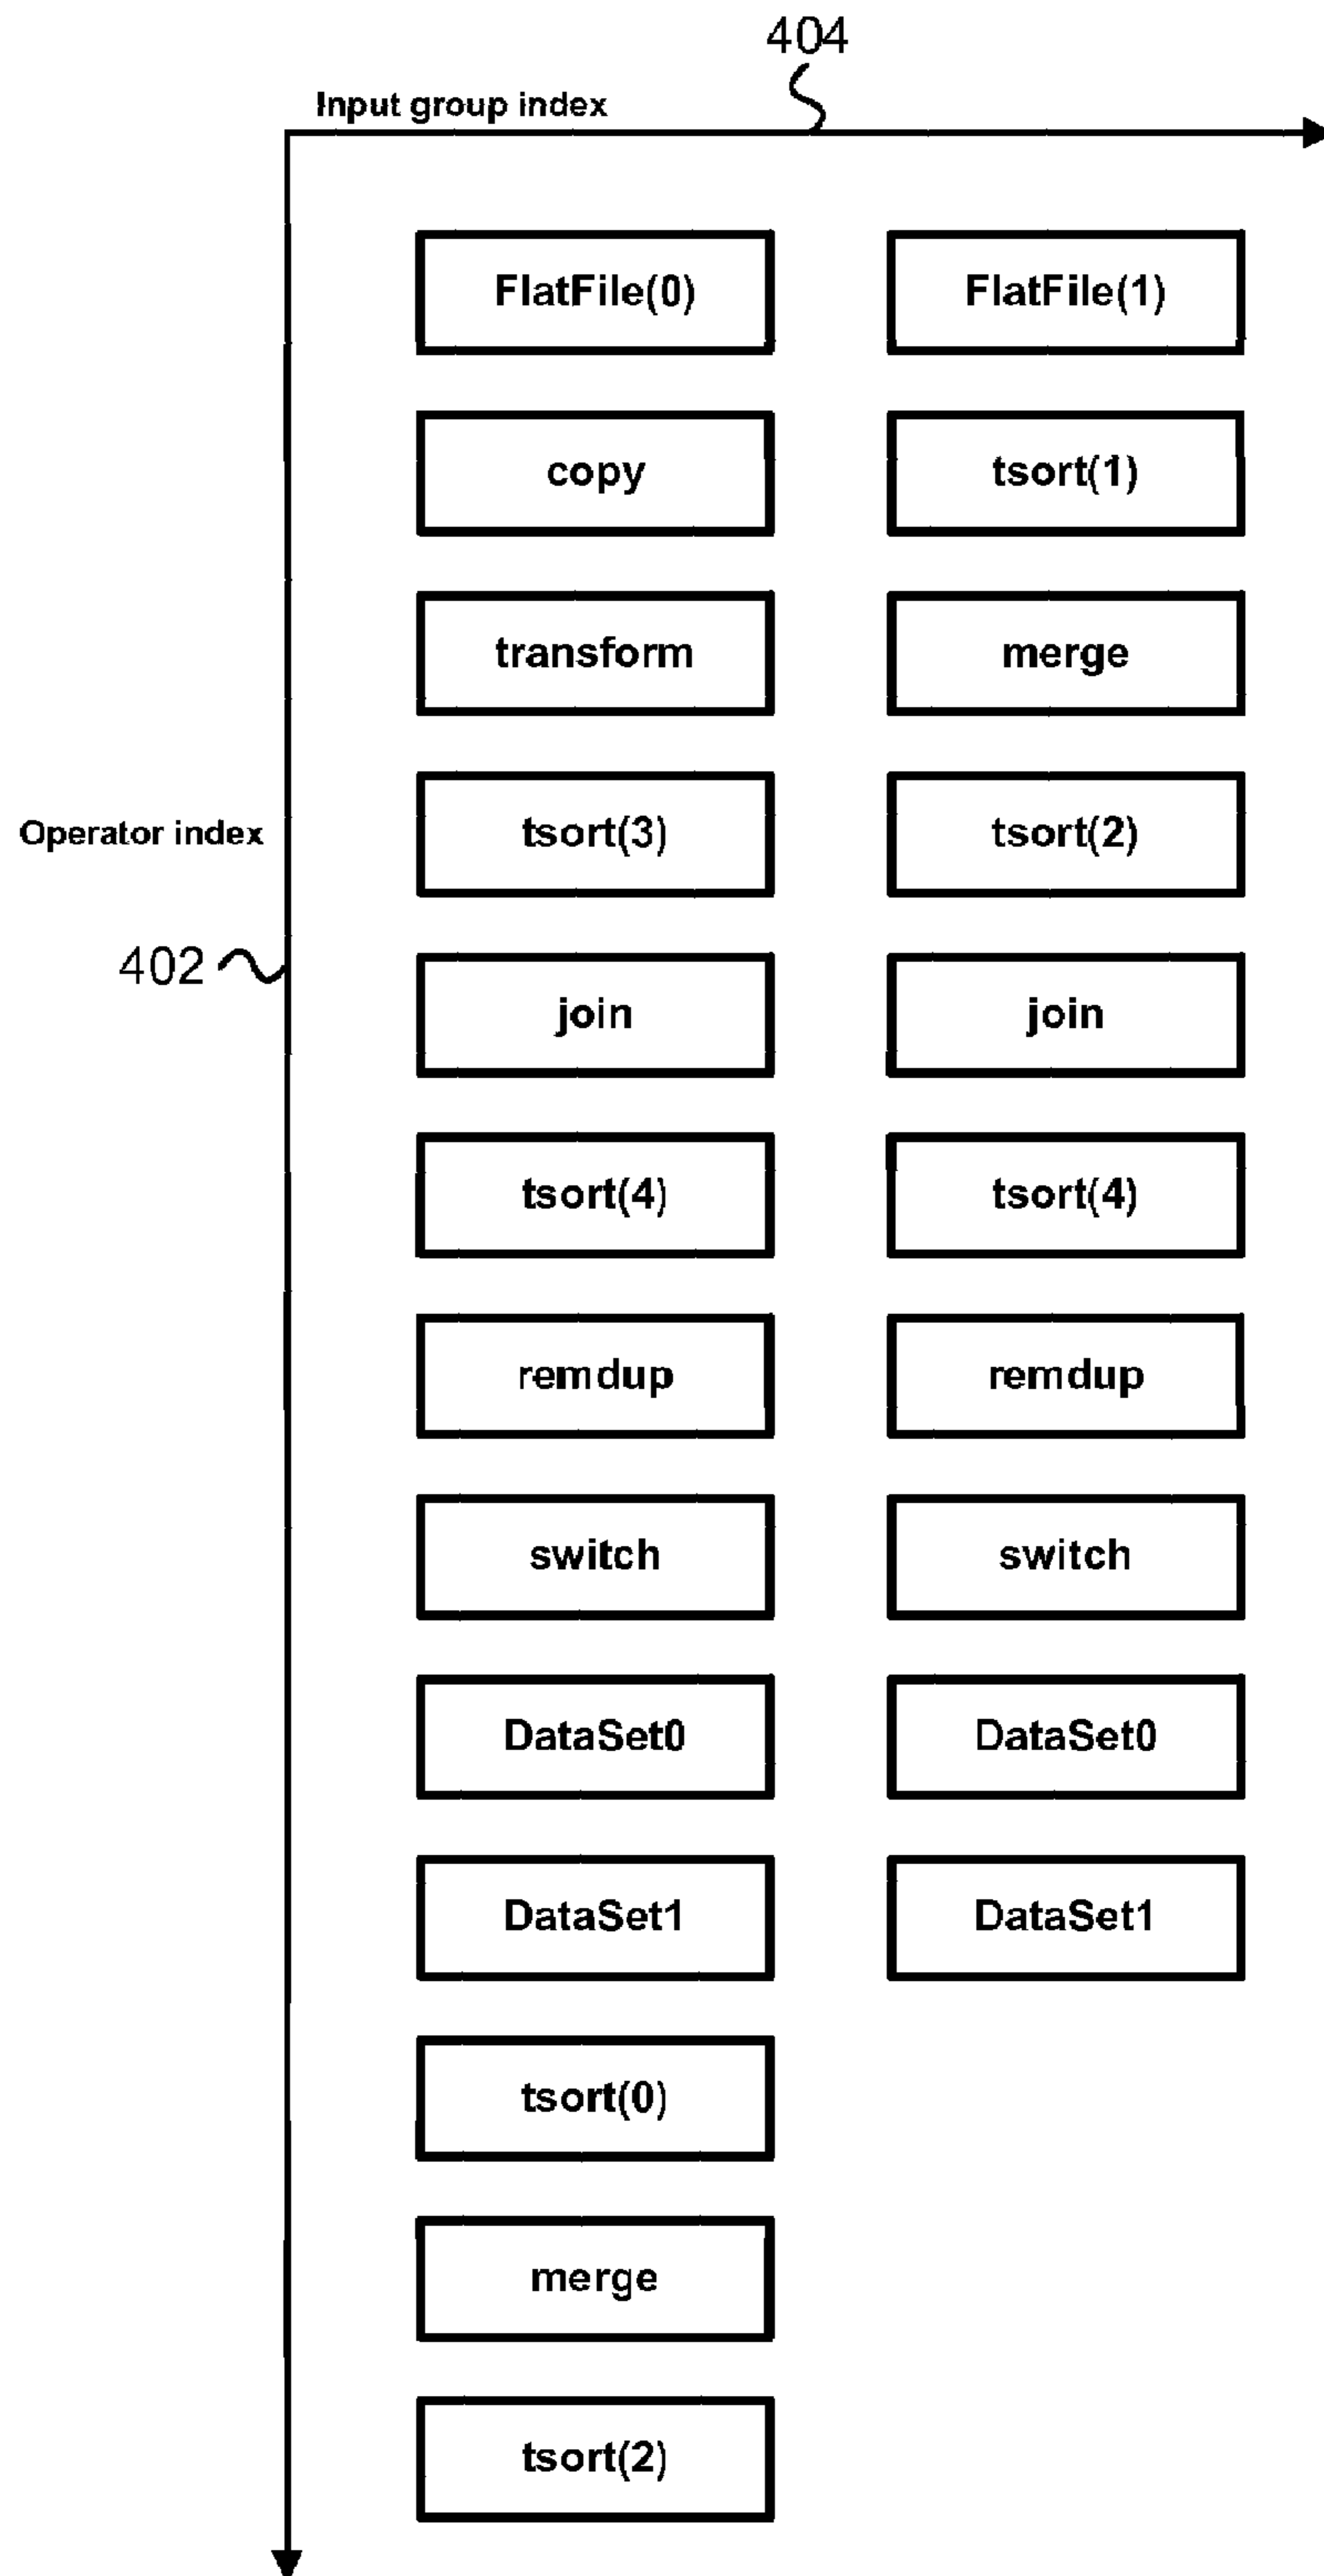 404
Input group index
FlatFile(0) FlatFile(1)
copy tsort(1)
transform merge
Operator index tsort(3) tsort(2)
402 join join
tsort(4) tsort(4)
remdup remdup
switch switch
DataSet0 DataSet0
DataSet1 DataSet1
tsort(0)
merge
tsort(2)